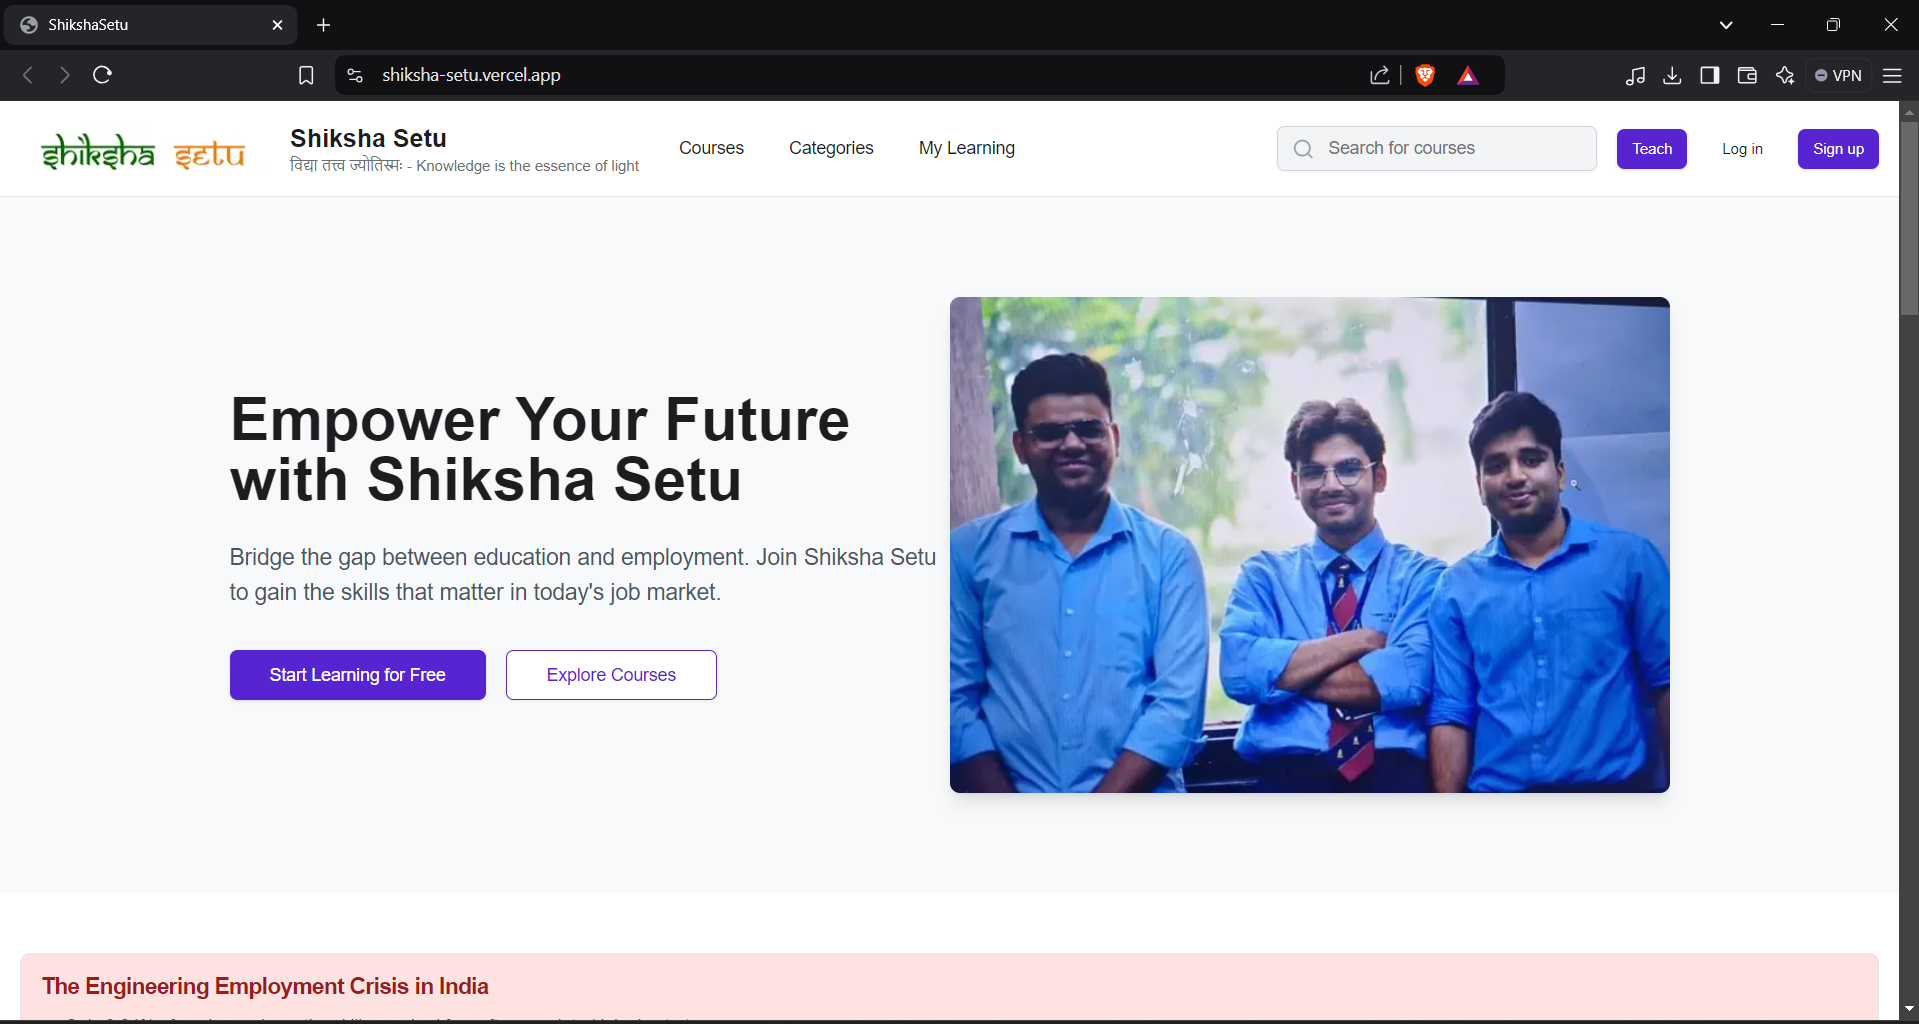 ShikshaSetu
shiksha-setu.vercel.app
VPN
shiksha setu
Shiksha Setu
विद्या तत्त्व ज्योतिस्मः - Knowledge is the essence of light
Courses
Categories
My Learning
Search for courses
Teach
Log in
Sign up
Empower Your Future
with Shiksha Setu
Bridge the gap between education and employment. Join Shiksha Setu
to gain the skills that matter in today's job market.
Start Learning for Free
Explore Courses
The Engineering Employment Crisis in India